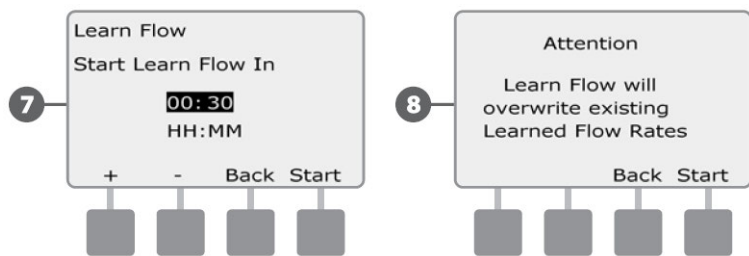 7
Learn Flow
Start Learn Flow In
00:30
HH:MM
+ - Back Start
8
Attention
Learn Flow will
overwrite existing
Learned Flow Rates
Back Start